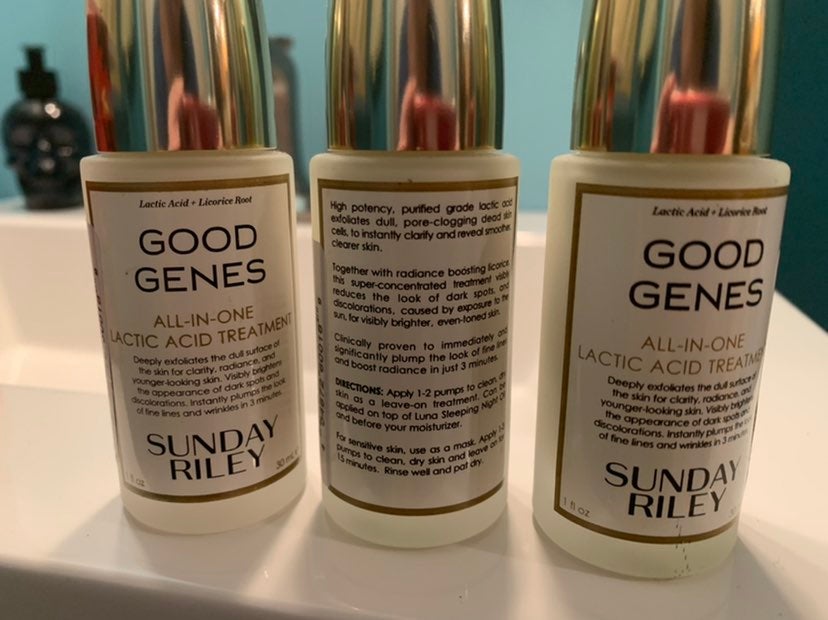 Lactic Acid + Licorice Root
GOOD
GENES
ALL-IN-ONE
LACTIC ACID TREATMENT
Deeply exfoliates the dull surface of
the skin for clarity, radiance, and
younger-looking skin. Visibly brightens
the appearance of dark spots and
discolorations. Instantly plumps the look
of fine lines and wrinkles in 3 minutes.
SUNDAY
RILEY
1 fl oz
30 ml
High potency, purified grade lactic acid
exfoliates dull, pore-clogging dead skin
cells, to instantly clarify and reveal smoother
clearer skin.
Together with radiance boosting licorice,
this super-concentrated treatment visibly
reduces the look of dark spots, and
discolorations, caused by exposure to the
sun, for visibly brighter, even-toned skin.
Clinically proven to immediately and
significantly plump the look of fine lines
and boost radiance in just 3 minutes.
DIRECTIONS: Apply 1-2 pumps to clean, dry
skin as a leave-on treatment. Can be
applied on top of Luna Sleeping Night Oil
and before your moisturizer.
For sensitive skin, use as a mask. Apply 1-2
pumps to clean, dry skin and leave on for
15 minutes. Rinse well and pat dry.
Lactic Acid + Licorice Root
GOOD
GENES
ALL-IN-ONE
LACTIC ACID TREATMENT
Deeply exfoliates the dull surface of
the skin for clarity, radiance, and
younger-looking skin. Visibly brighten
the appearance of dark spots and
discolorations. Instantly plumps the look
of fine lines and wrinkles in 3 minutes
SUNDAY
RILEY
1 fl oz